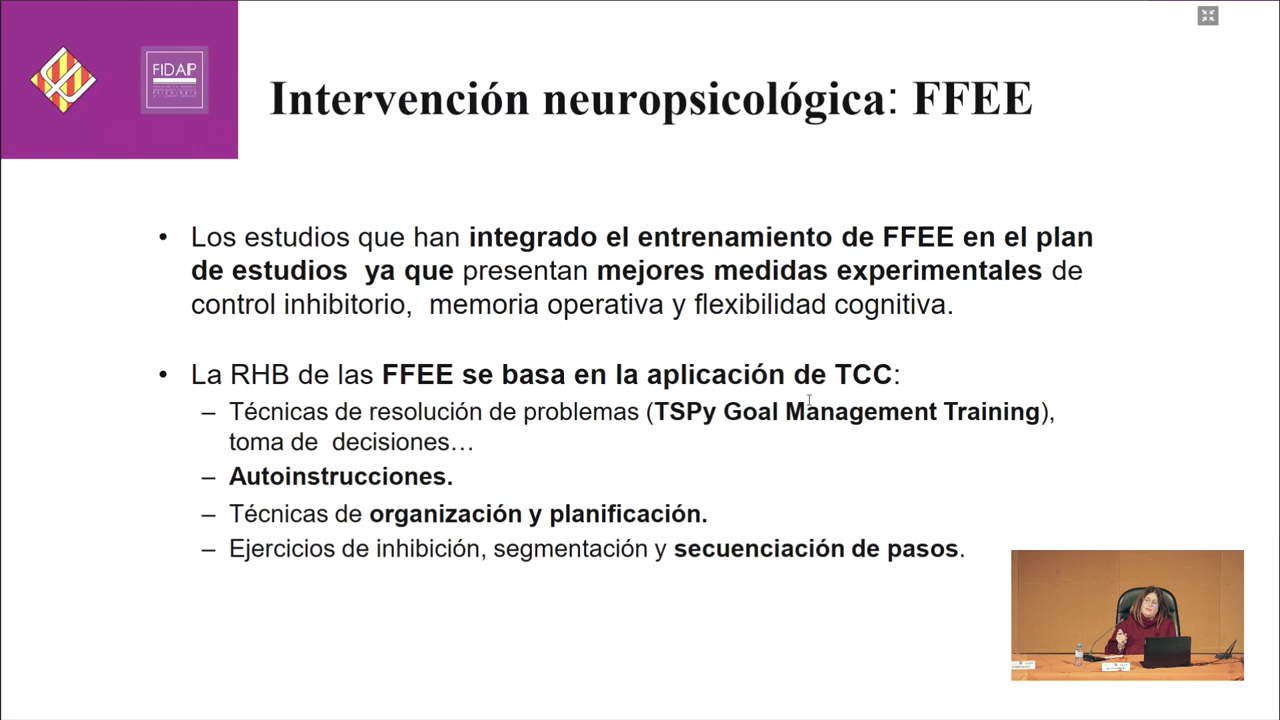 FIDAP
Intervención neuropsicológica: FFEE
• Los estudios que han integrado el entrenamiento de FFEE en el plan
de estudios ya que presentan mejores medidas experimentales de
control inhibitorio, memoria operativa y flexibilidad cognitiva.
• La RHB de las FFEE se basa en la aplicación de TCC:
– Técnicas de resolución de problemas (TSPy Goal Management Training),
toma de decisiones…
– Autoinstrucciones.
– Técnicas de organización y planificación.
– Ejercicios de inhibición, segmentación y secuenciación de pasos.